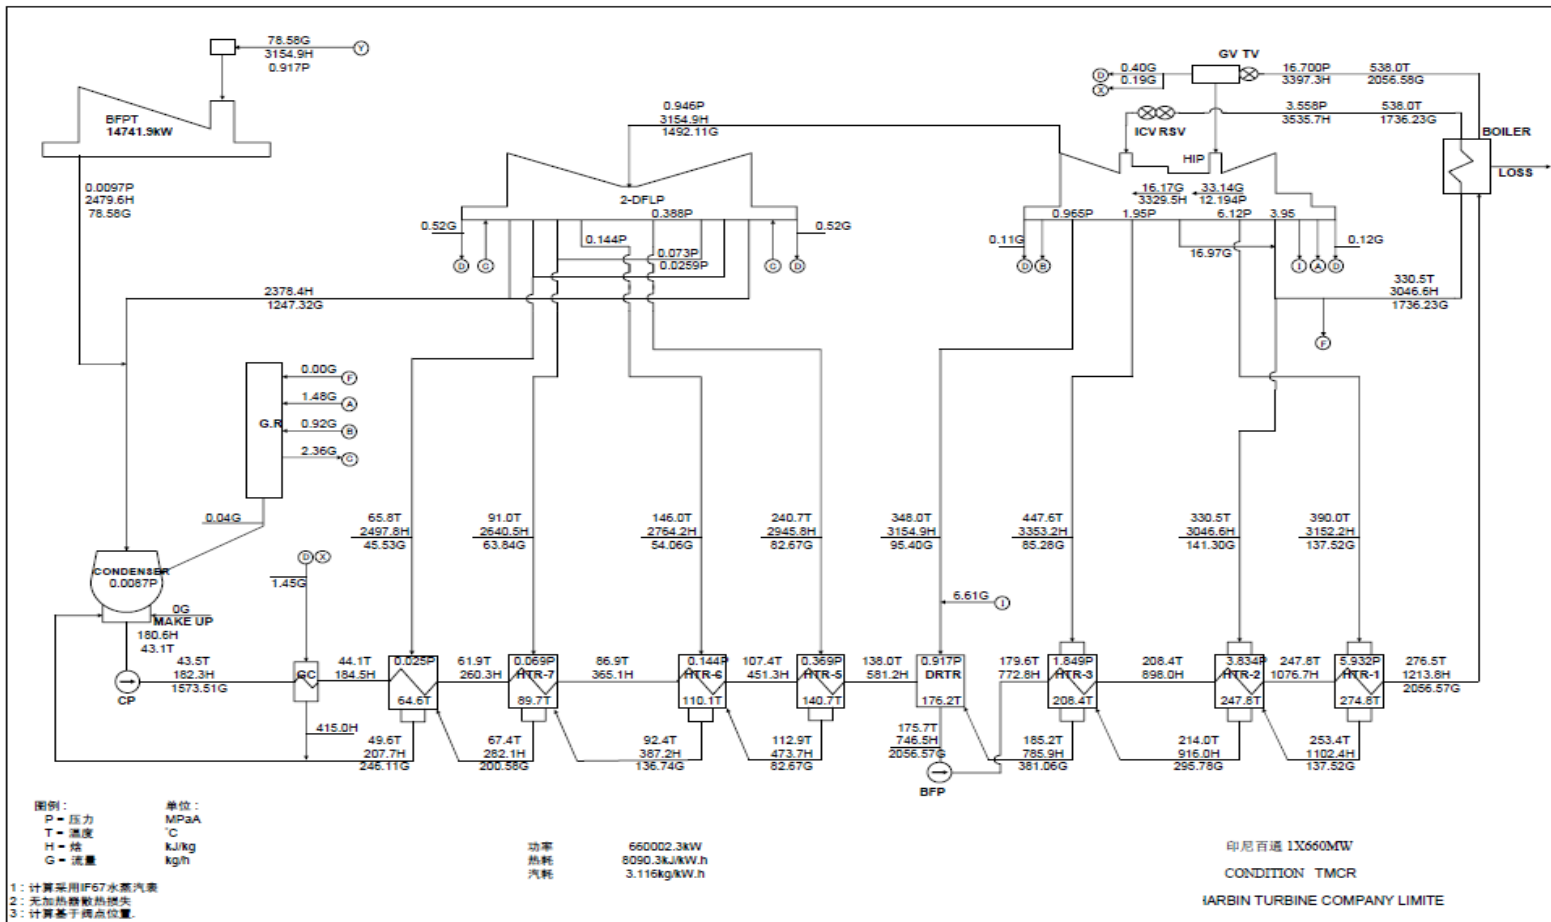 78.58G
3154.9H
0.917P
Y
BFPT
14741.9kW
0.0097P
2479.6H
78.58G
0.946P
3154.9H
1492.11G
2-DFLP
0.388P
0.52G
0.52G
0.144P
0.073P
0.0259P
D
C
C
D
2378.4H
1247.32G
GV TV
0.40G
0.19G
D
X
16.700P
3397.3H
538.0T
2056.58G
3.558P
3535.7H
538.0T
1736.23G
ICV RSV
HIP
BOILER
LOSS
16.17G
3329.5H
33.14G
12.194P
0.965P
1.95P
6.12P
3.95
0.11G
16.97G
0.12G
D
B
I
A
D
330.5T
3046.6H
1736.23G
F
G.R
0.00G
F
1.48G
A
0.92G
B
2.36G
C
0.04G
CONDENSER
0.0087P
0G
MAKE UP
180.6H
43.1T
D
X
1.45G
65.8T
2497.8H
45.53G
91.0T
2640.5H
63.84G
146.0T
2764.2H
54.06G
240.7T
2945.8H
82.67G
348.0T
3154.9H
95.40G
447.6T
3353.2H
85.28G
330.5T
3046.6H
141.30G
390.0T
3152.2H
137.52G
6.61G
I
CP
43.5T
182.3H
1573.51G
GC
44.1T
184.5H
415.0H
0.025P
64.6T
61.9T
260.3H
0.069P
HTR-7
89.7T
86.9T
365.1H
0.144P
HTR-6
110.1T
107.4T
451.3H
0.369P
HTR-5
140.7T
138.0T
581.2H
0.917P
DRTR
176.2T
179.6T
772.8H
1.849P
HTR-3
208.4T
208.4T
898.0H
3.834P
HTR-2
247.8T
247.8T
1076.7H
5.932P
HTR-1
274.8T
276.5T
1213.8H
2056.57G
49.6T
207.7H
246.11G
67.4T
282.1H
200.58G
92.4T
387.2H
136.74G
112.9T
473.7H
82.67G
175.7T
746.5H
2056.57G
BFP
185.2T
785.9H
381.06G
214.0T
916.0H
295.78G
253.4T
1102.4H
137.52G
图例： 单位：
P = 压力 MPaA
T = 温度 ℃
H = 焓 kJ/kg
G = 流量 kg/h
1：计算采用IF67水蒸汽表
2：无加热器散热损失
3：计算基于阀点位置.
功率 660002.3kW
热耗 8090.3kJ/kW.h
汽耗 3.116kg/kW.h
印尼百通 1X660MW
CONDITION TMCR
HARBIN TURBINE COMPANY LIMITE